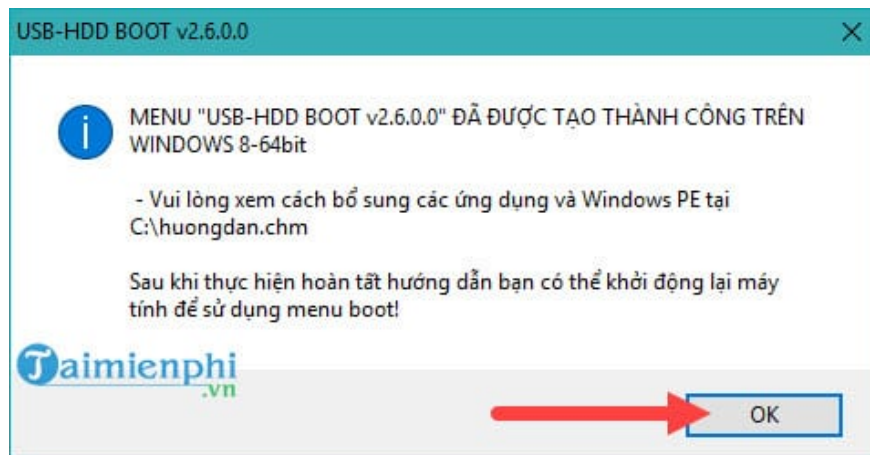 USB-HDD BOOT v2.6.0.0
MENU "USB-HDD BOOT v2.6.0.0" ĐÃ ĐƯỢC TẠO THÀNH CÔNG TRÊN
WINDOWS 8-64bit
- Vui lòng xem cách bổ sung các ứng dụng và Windows PE tại
C:\huongdan.chm
Sau khi thực hiện hoàn tất hướng dẫn bạn có thể khởi động lại máy
tính để sử dụng menu boot!
Taimienphi
.vn
OK